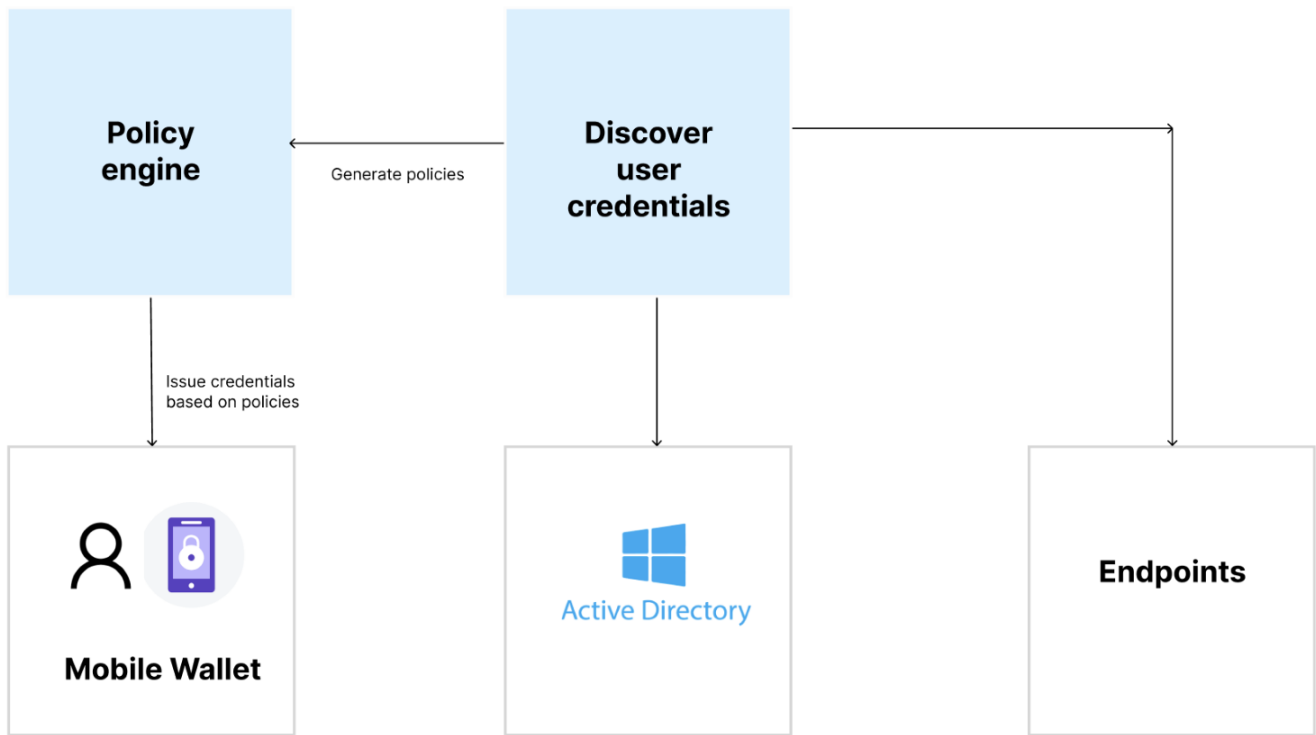 Policy
engine
Generate policies
Discover
user
credentials
Issue credentials
based on policies
Mobile Wallet
Active Directory
Endpoints